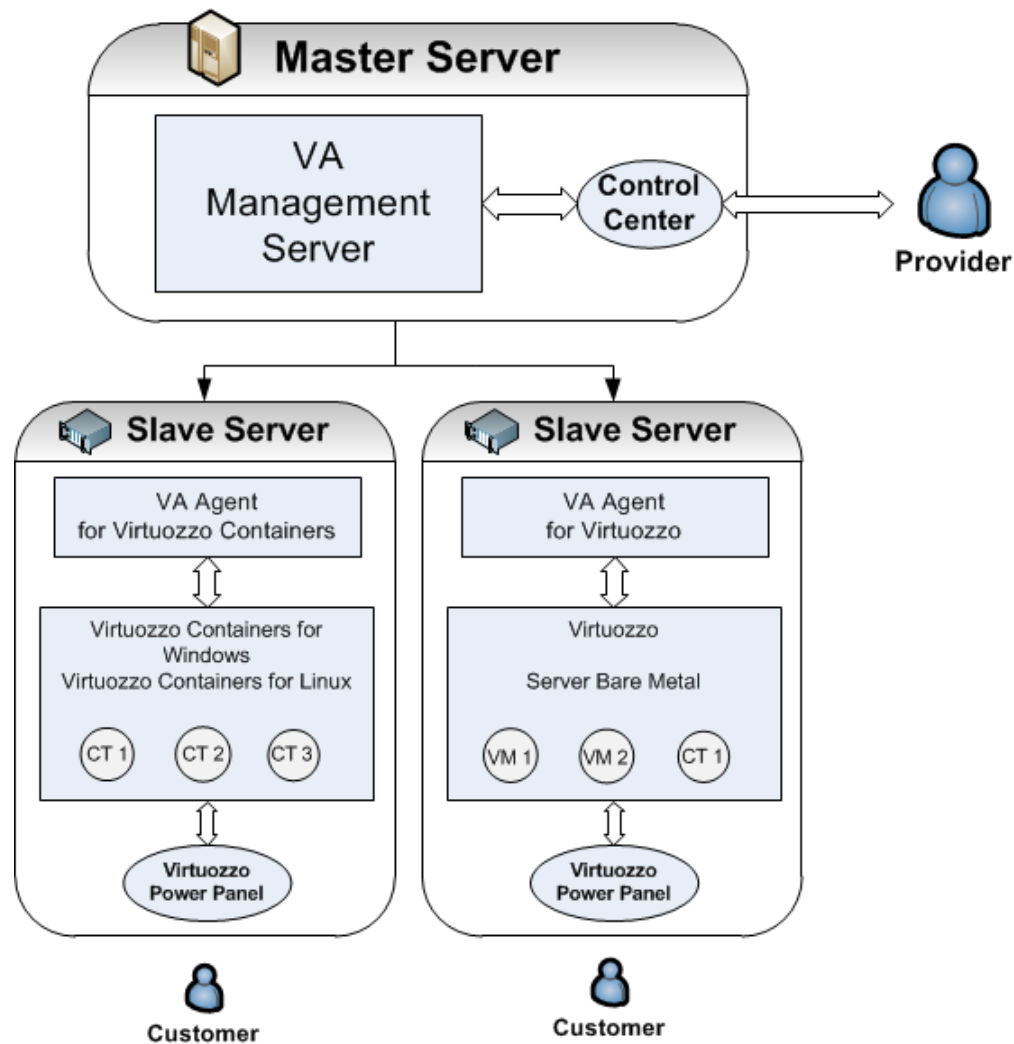 Master Server
VA
Management
Server
Control
Center
Provider
Slave Server
VA Agent
for Virtuozzo Containers
Virtuozzo Containers for
Windows
Virtuozzo Containers for Linux
CT 1
CT 2
CT 3
Virtuozzo
Power Panel
Customer
Slave Server
VA Agent
for Virtuozzo
Virtuozzo
Server Bare Metal
VM 1
VM 2
CT 1
Virtuozzo
Power Panel
Customer